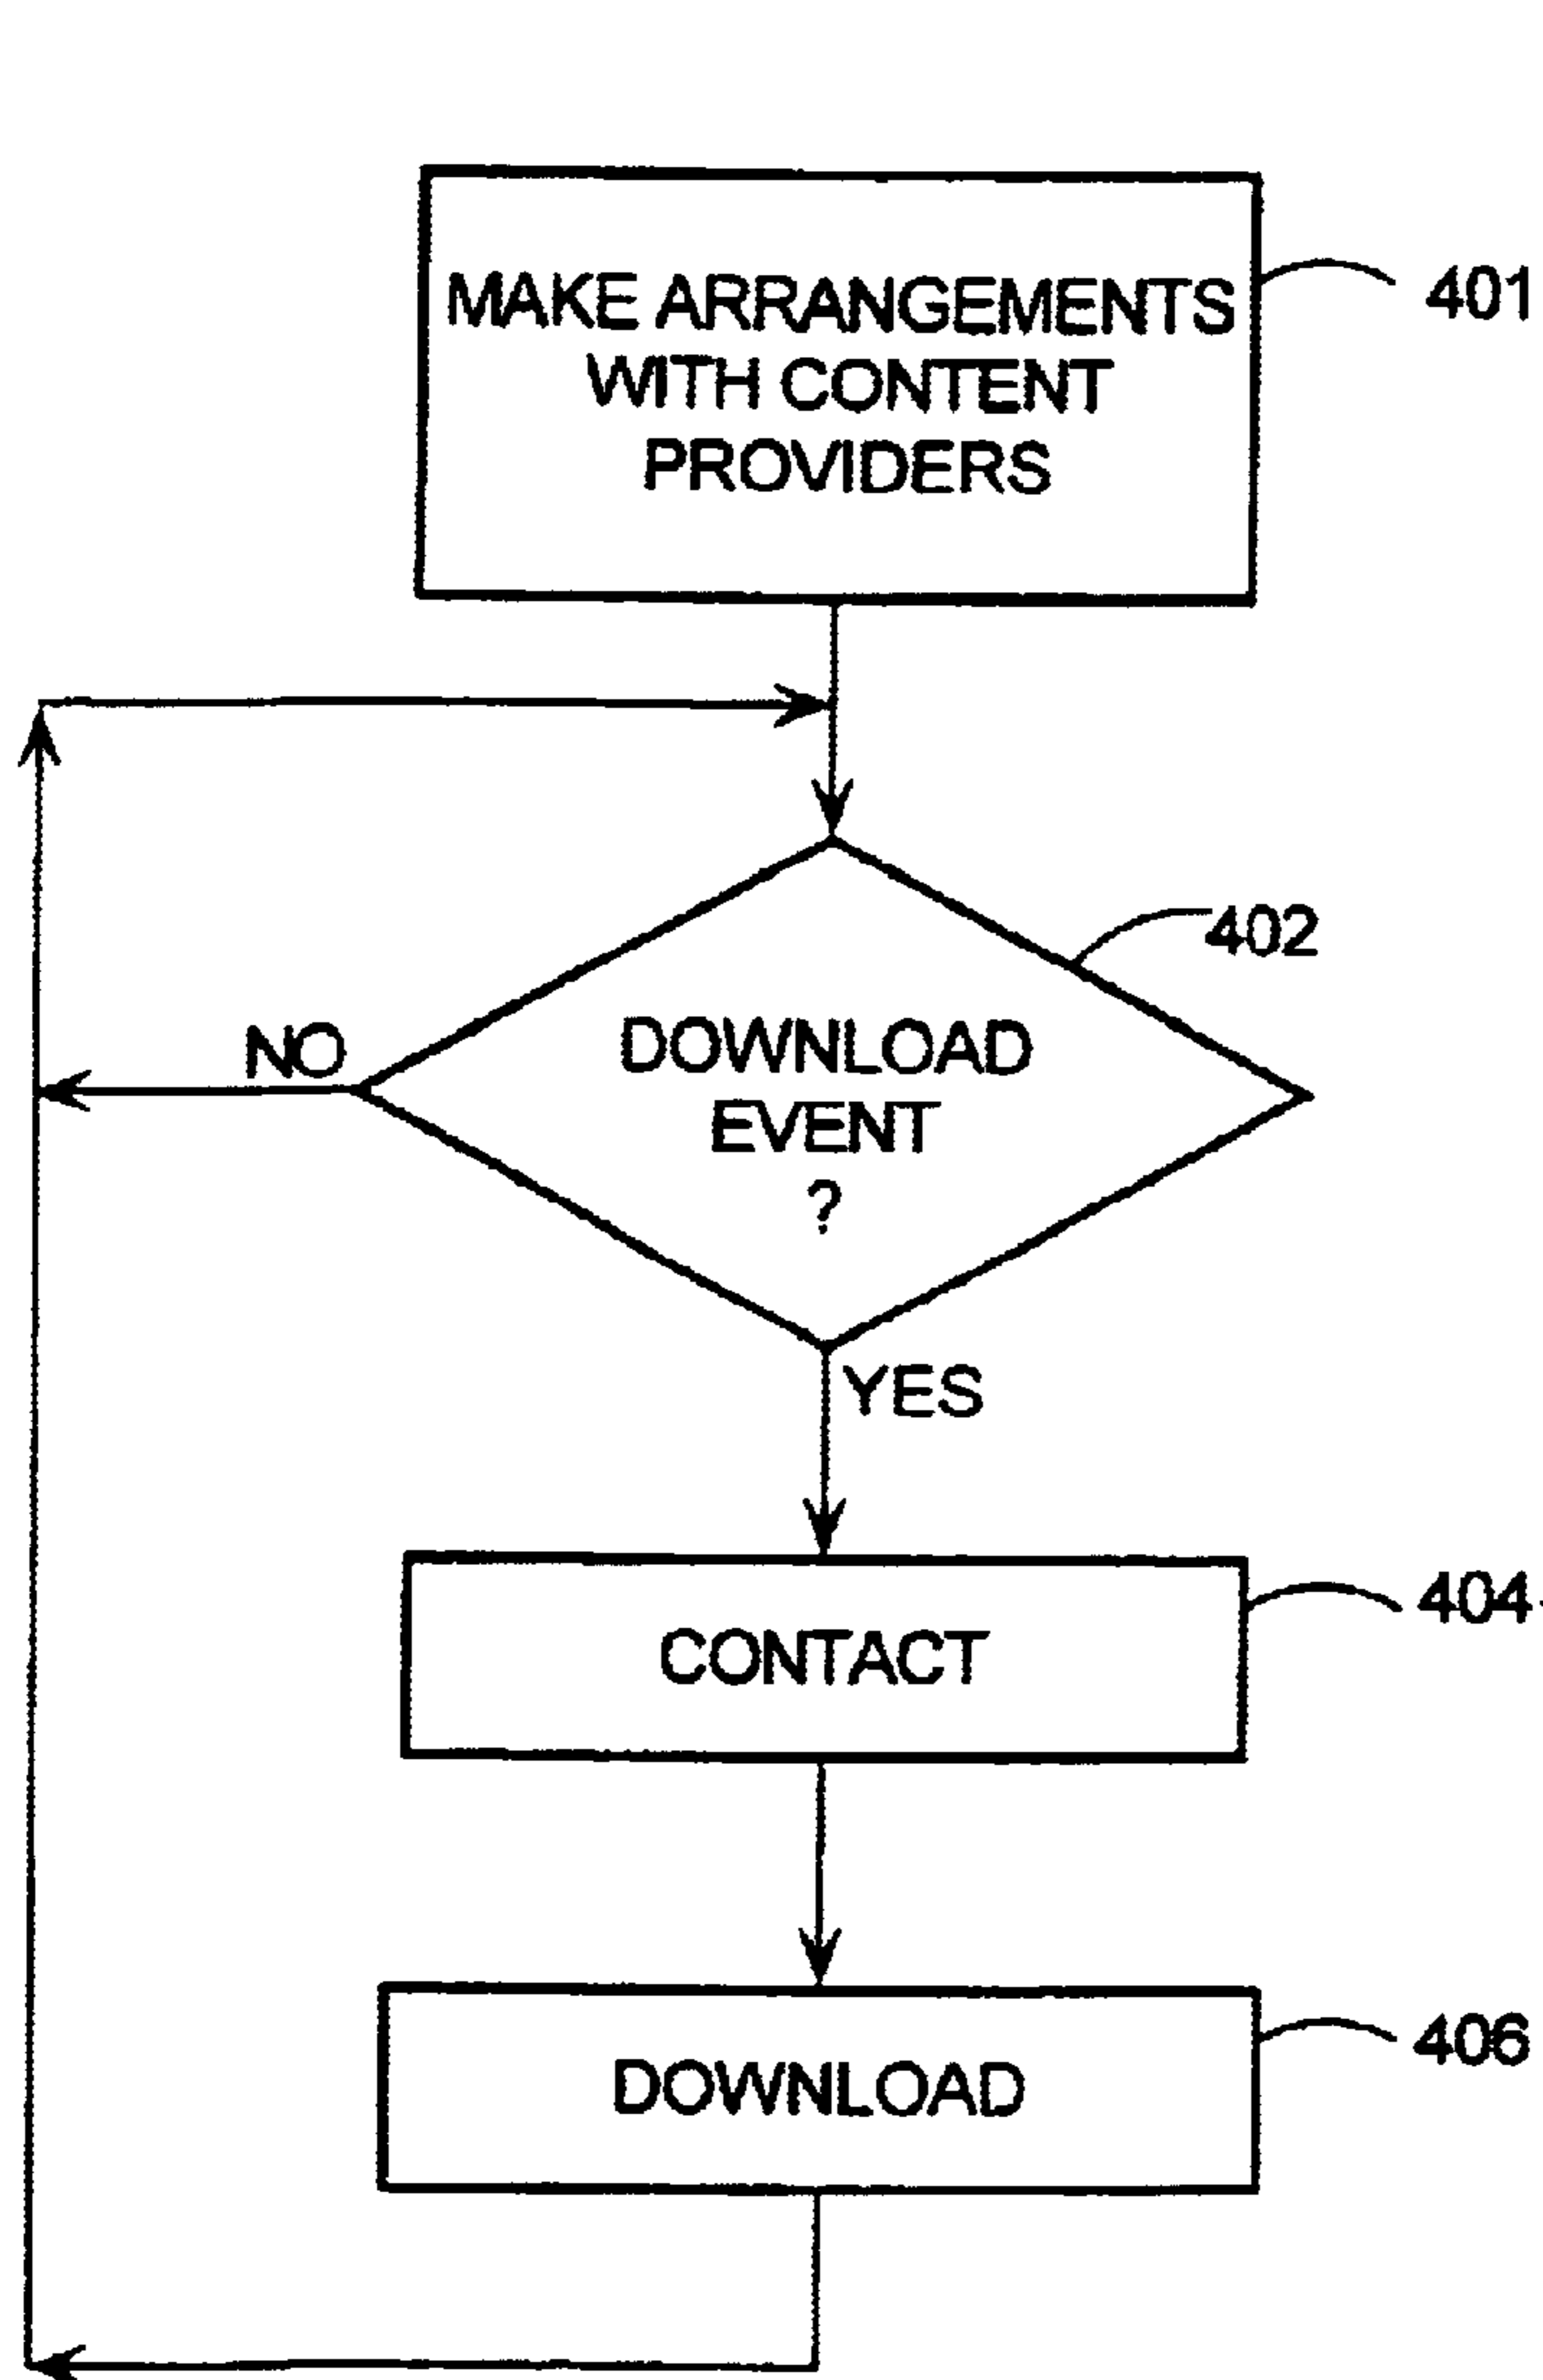 MAKE ARRANGEMENTS
WITH CONTENT
PROVIDERS
401
402
NO
DOWNLOAD
EVENT
?
YES
404
CONTACT
406
DOWNLOAD